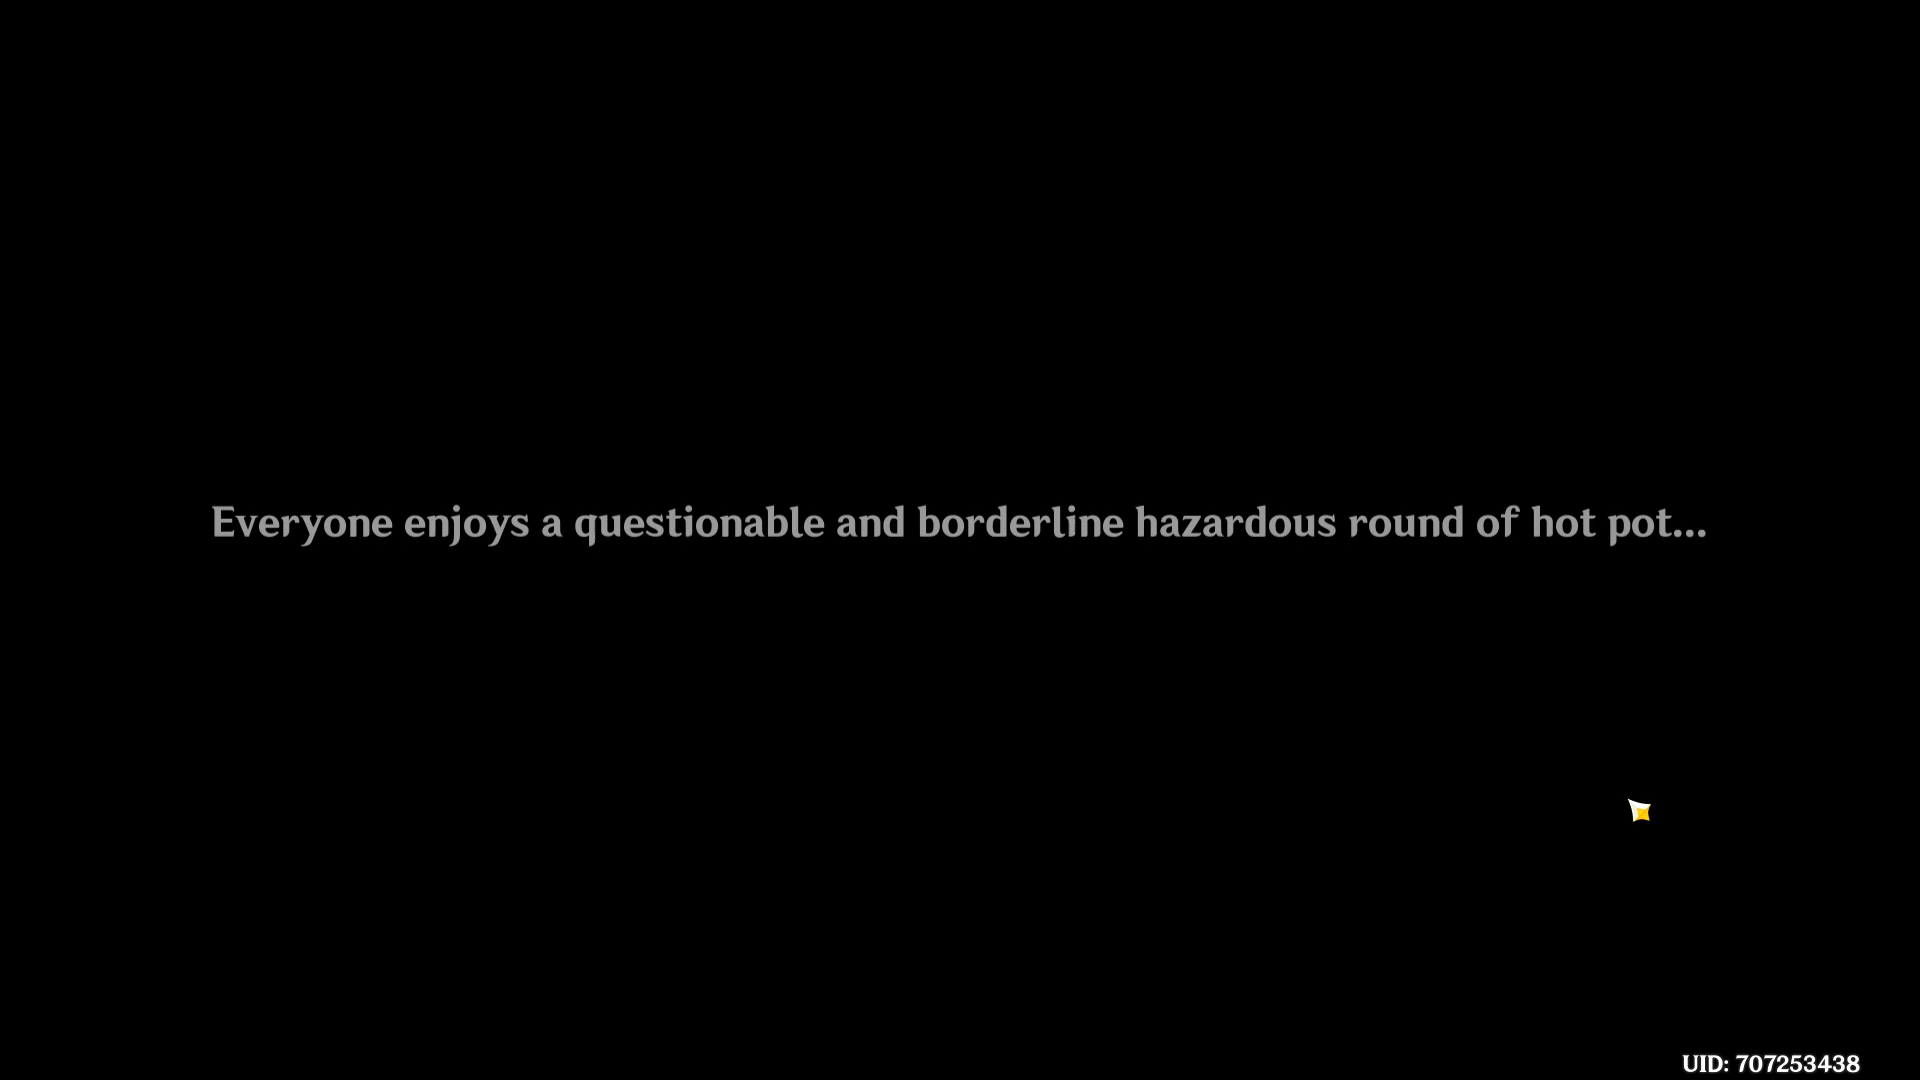 Everyone enjoys a questionable and borderline hazardous round of hot pot...
UID: 707253438